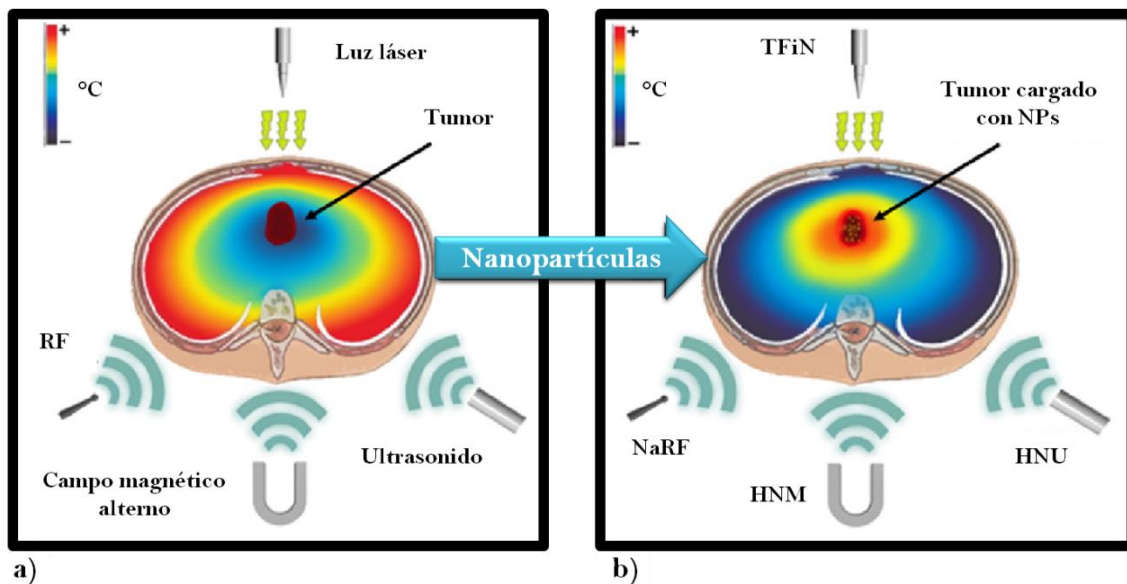 +
°C
−
Luz láser
Tumor
RF
Campo magnético
alterno
Ultrasonido
a)
Nanopartículas
+
°C
−
TFiN
Tumor cargado
con NPs
NaRF
HNM
HNU
b)